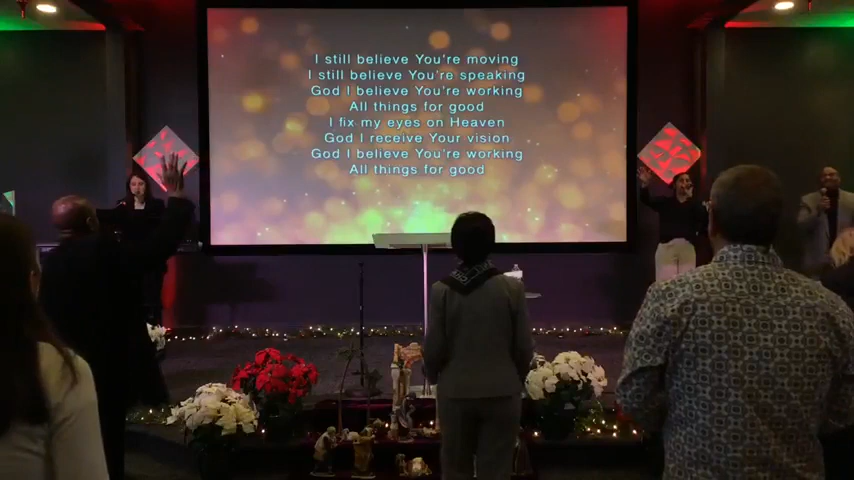 I still believe You're moving
I still believe You're speaking
God I believe You're working
All things for good
I fix my eyes on Heaven
God I receive Your vision
God I believe You're working
All things for good